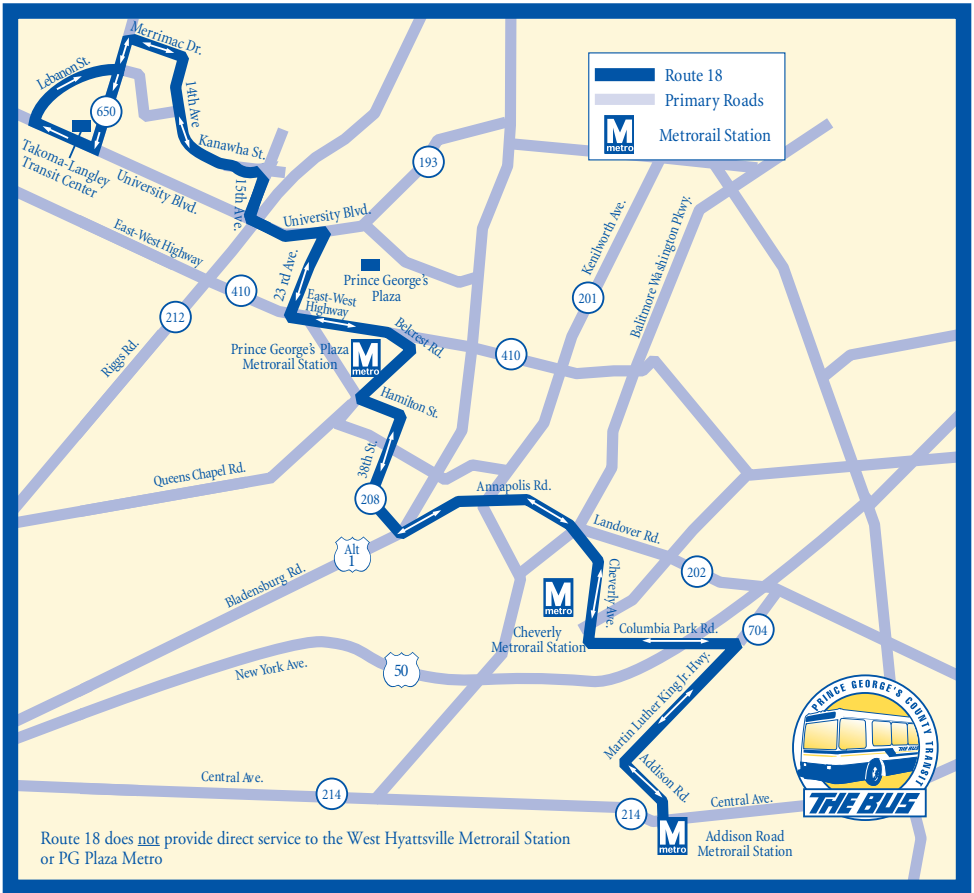 Merrimac Dr.
Lebanon St.
14th Ave
650
Takoma-Langley
Transit Center
Kanawha St.
University Blvd.
15th Ave.
East-West Highway
193
University Blvd.
23 rd Ave.
Prince George's
Plaza
410
212
East-West
Highway
Belcrest Rd.
Riggs Rd.
Prince George's Plaza
Metrorail Station
M
metro
410
Kenilworth Ave.
201
Balitmore Washington Pkwy.
Route 18
Primary Roads
M
metro
Metrorail Station
Hamilton St.
38th St.
Queens Chapel Rd.
208
Annapolis Rd.
Landover Rd.
202
Alt
1
Bladensburg Rd.
Cheverly Ave.
M
metro
Cheverly
Metrorail Station
Columbia Park Rd.
704
New York Ave.
50
Martin Luther King Jr. Hwy.
Addison Rd.
Central Ave.
214
214
Central Ave.
M
metro
Addison Road
Metrorail Station
PRINCE GEORGE'S COUNTY TRANSIT
THE BUS
THE BUS
Route 18 does not provide direct service to the West Hyattsville Metrorail Station
or PG Plaza Metro